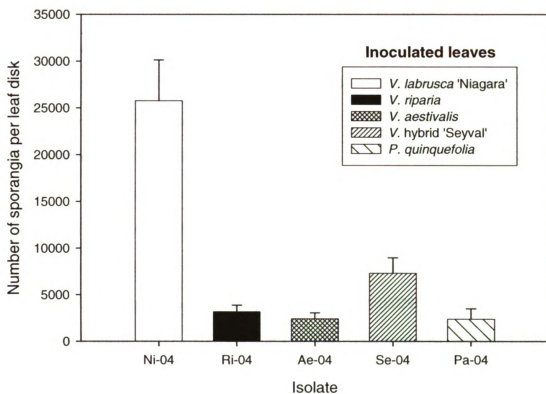 Number of sporangia per leaf disk
35000
30000
25000
20000
15000
10000
5000
0
Inoculated leaves
V. labrusca 'Niagara'
V. riparia
V. aestivalis
V. hybrid 'Seyval'
P. quinquefolia
Ni-04 Ri-04 Ae-04 Se-04 Pa-04
Isolate